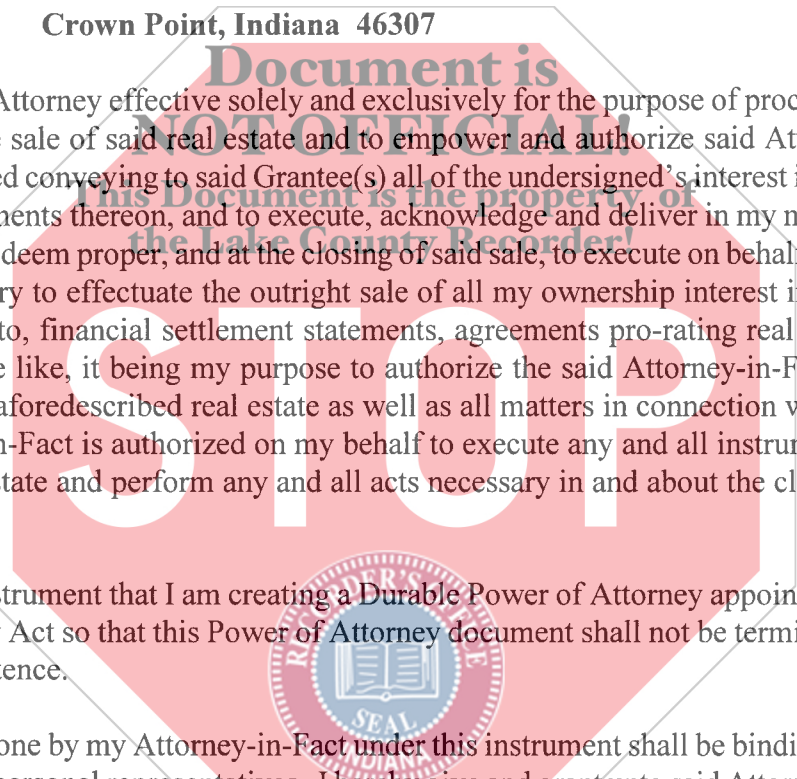 Crown Point, Indiana 46307
Document is
Attorney effective solely and exclusively for the purpose of proc
sale of said real estate and to empower and authorize said At
NOT OFFICIAL!
ed conveying to said Grantee(s) all of the undersigned's interest i
This Document is the property of
ents thereon, and to execute, acknowledge and deliver in my n
the Lake County Recorder!
deem proper, and at the closing of said sale, to execute on behal
ry to effectuate the outright sale of all my ownership interest i
to, financial settlement statements, agreements pro-rating real
e like, it being my purpose to authorize the said Attorney-in-F
aforedescribed real estate as well as all matters in connection
n-Fact is authorized on my behalf to execute any and all instrum
state and perform any and all acts necessary in and about the cl
STOP
strument that I am creating a Durable Power of Attorney appoin
Act so that this Power of Attorney document shall not be termi
tence.
RECORDER'S OFFICE
SEAL
INDIANA
one by my Attorney-in-Fact under this instrument shall be bindi